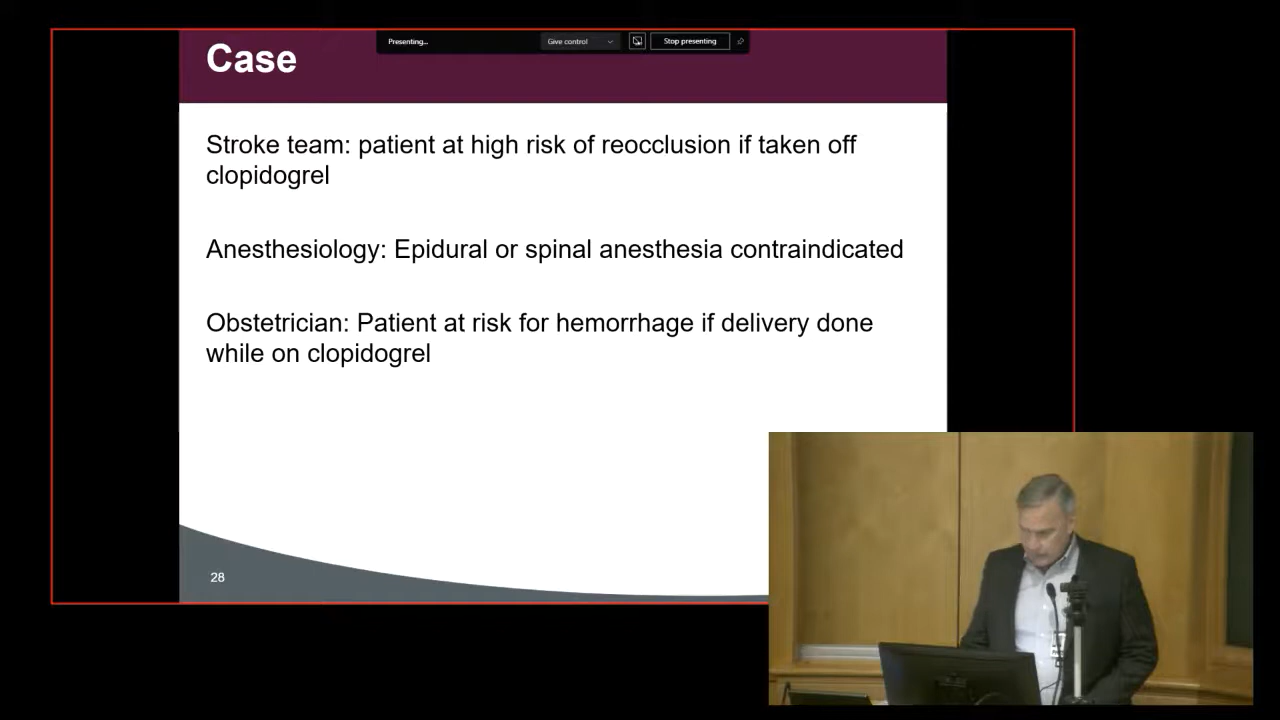 Presenting...
Give control
Stop presenting
Case
Stroke team: patient at high risk of reocclusion if taken off
clopidogrel
Anesthesiology: Epidural or spinal anesthesia contraindicated
Obstetrician: Patient at risk for hemorrhage if delivery done
while on clopidogrel
28